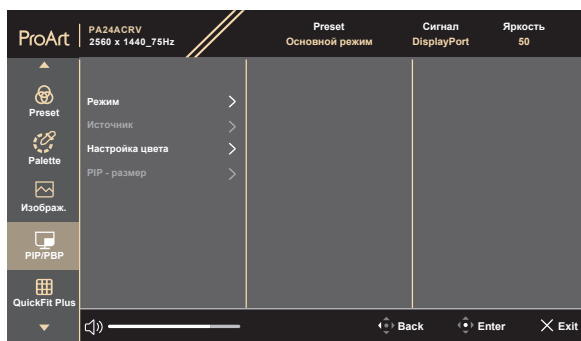 ProArt
PA24ACRV
2560 x 1440_75Hz
Preset
Основной режим
Сигнал
DisplayPort
Яркость
50
Preset
Palette
Изображ.
PIP/PBP
QuickFit Plus
Режим
Источник
Настройка цвета
PIP - размер
Back
Enter
Exit